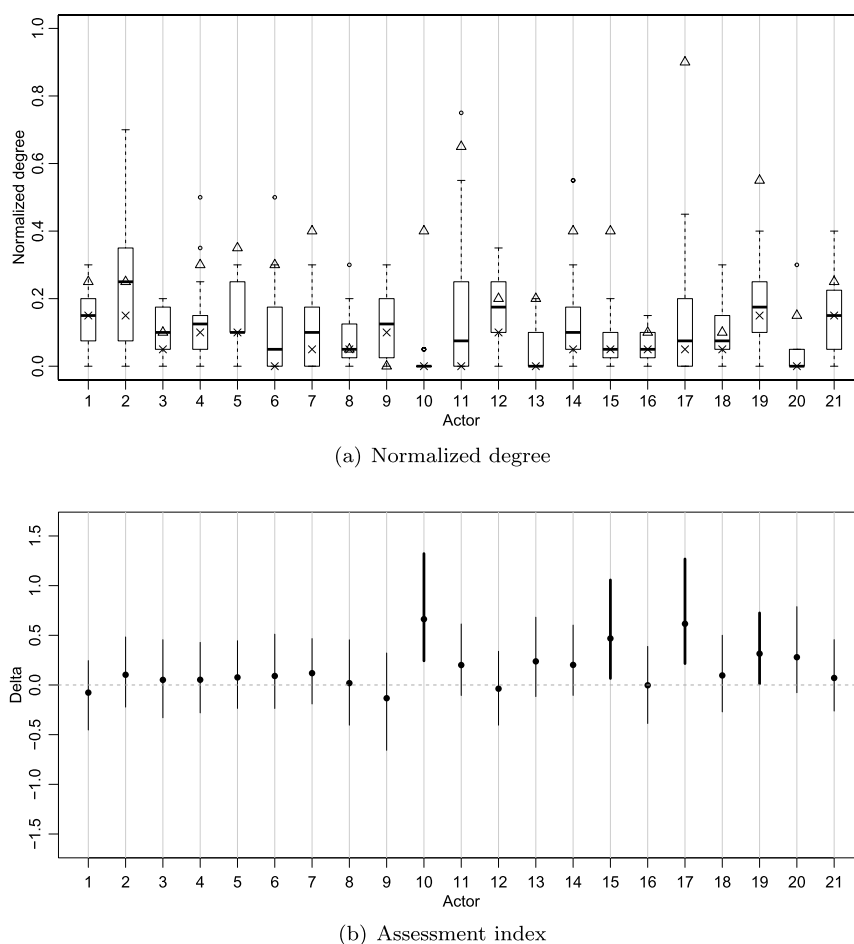 1.0
0.8
0.6
0.4
0.2
0.0
Normalized degree
1 2 3 4 5 6 7 8 9 10 11 12 13 14 15 16 17 18 19 20 21
Actor
(a) Normalized degree
1.5
1.0
0.5
0.0
−0.5
−1.0
−1.5
Delta
1 2 3 4 5 6 7 8 9 10 11 12 13 14 15 16 17 18 19 20 21
Actor
(b) Assessment index